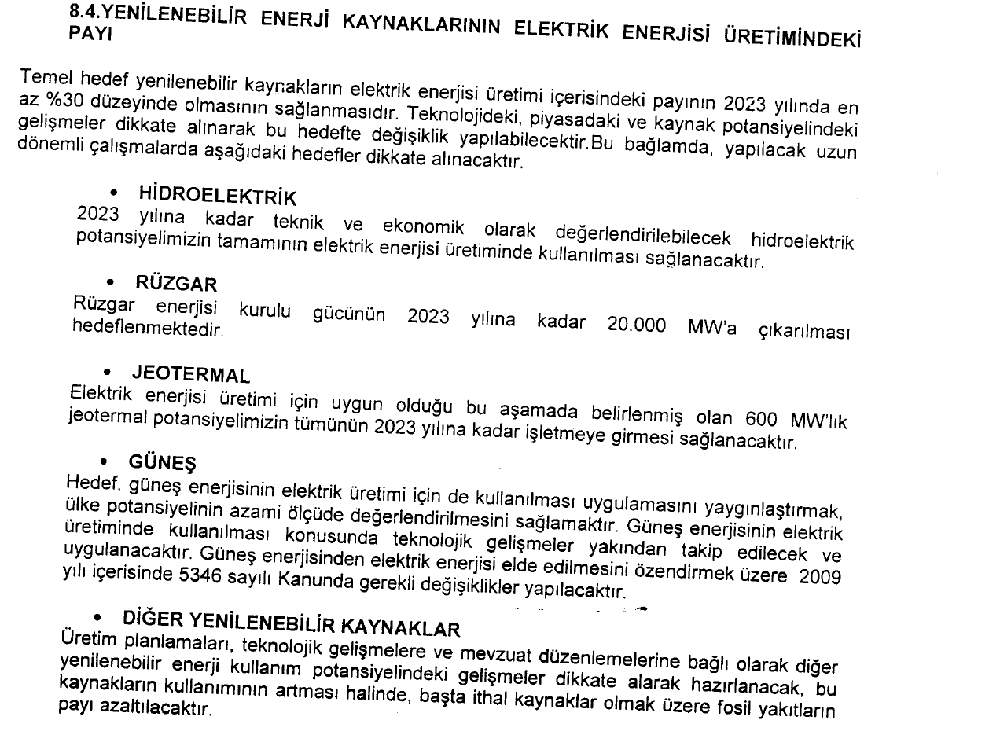 8.4.YENİLENEBİLİR ENERJİ KAYNAKLARININ ELEKTRİK ENERJİSİ ÜRETİMİNDEKİ
PAYI
Temel hedef yenilenebilir kaynakların elektrik enerjisi üretimi içerisindeki payının 2023 yılında en
az %30 düzeyinde olmasının sağlanmasıdır. Teknolojideki, piyasadaki ve kaynak potansiyelindeki
gelişmeler dikkate alınarak bu hedefte değişiklik yapılabilecektir.Bu bağlamda, yapılacak uzun
dönemli çalışmalarda aşağıdaki hedefler dikkate alınacaktır.
• HİDROELEKTRİK
2023 yılına kadar teknik ve ekonomik olarak değerlendirilebilecek hidroelektrik
potansiyelimizin tamamının elektrik enerjisi üretiminde kullanılması sağlanacaktır.
• RÜZGAR
Rüzgar enerjisi kurulu gücünün 2023 yılına kadar 20.000 MW'a çıkarılması
hedeflenmektedir.
• JEOTERMAL
Elektrik enerjisi üretimi için uygun olduğu bu aşamada belirlenmiş olan 600 MW'lık
jeotermal potansiyelimizin tümünün 2023 yılına kadar işletmeye girmesi sağlanacaktır.
• GÜNEŞ
Hedef, güneş enerjisinin elektrik üretimi için de kullanılması uygulamasını yaygınlaştırmak,
ülke potansiyelinin azami ölçüde değerlendirilmesini sağlamaktır. Güneş enerjisinin elektrik
üretiminde kullanılması konusunda teknolojik gelişmeler yakından takip edilecek ve
uygulanacaktır. Güneş enerjisinden elektrik enerjisi elde edilmesini özendirmek üzere 2009
yılı içerisinde 5346 sayılı Kanunda gerekli değişiklikler yapılacaktır.
• DİĞER YENİLENEBİLİR KAYNAKLAR
Üretim planlamaları, teknolojik gelişmelere ve mevzuat düzenlemelerine bağlı olarak diğer
yenilenebilir enerji kullanım potansiyelindeki gelişmeler dikkate alarak hazırlanacak, bu
kaynakların kullanımının artması halinde, başta ithal kaynaklar olmak üzere fosil yakıtların
payı azaltılacaktır.